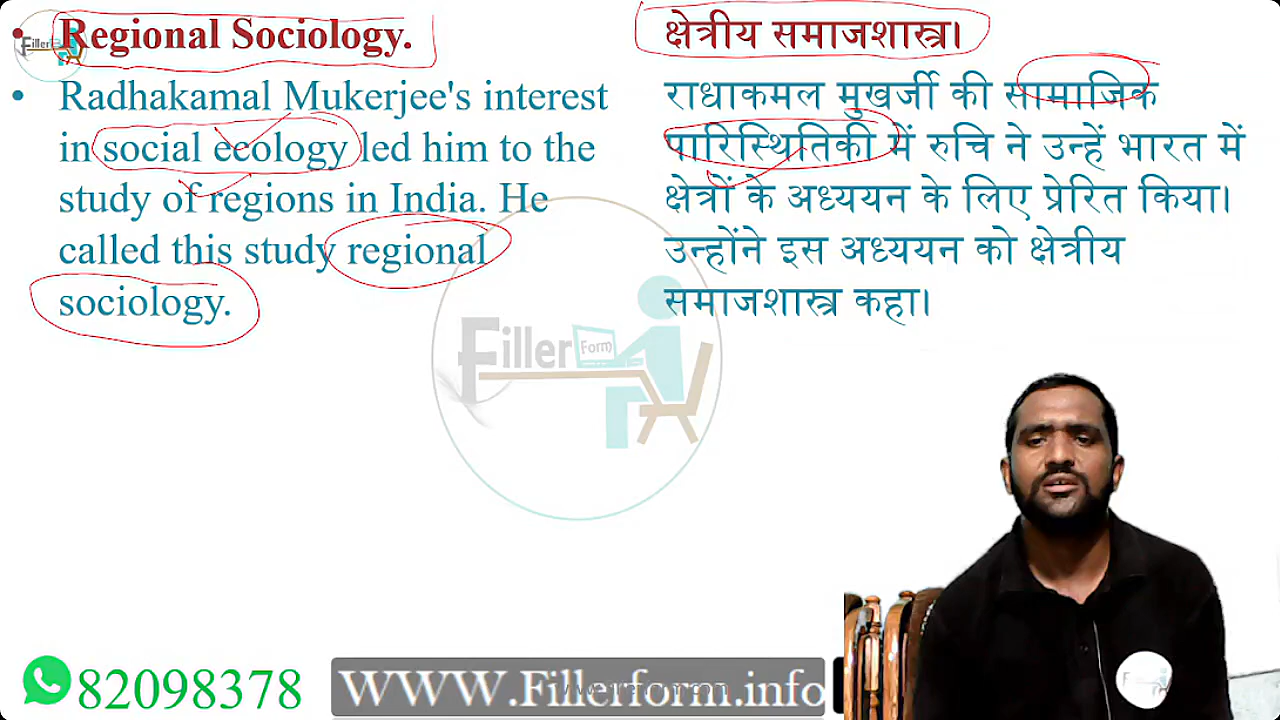 • Regional Sociology.
• Radhakamal Mukerjee's interest
in social ecology led him to the
study of regions in India. He
called this study regional
sociology.
क्षेत्रीय समाजशास्त्र।
राधाकमल मुखर्जी की सामाजिक
पारिस्थितिकी में रुचि ने उन्हें भारत में
क्षेत्रों के अध्ययन के लिए प्रेरित किया।
उन्होंने इस अध्ययन को क्षेत्रीय
समाजशास्त्र कहा।
Filler Form
82098378
WWW.Fillerform.info